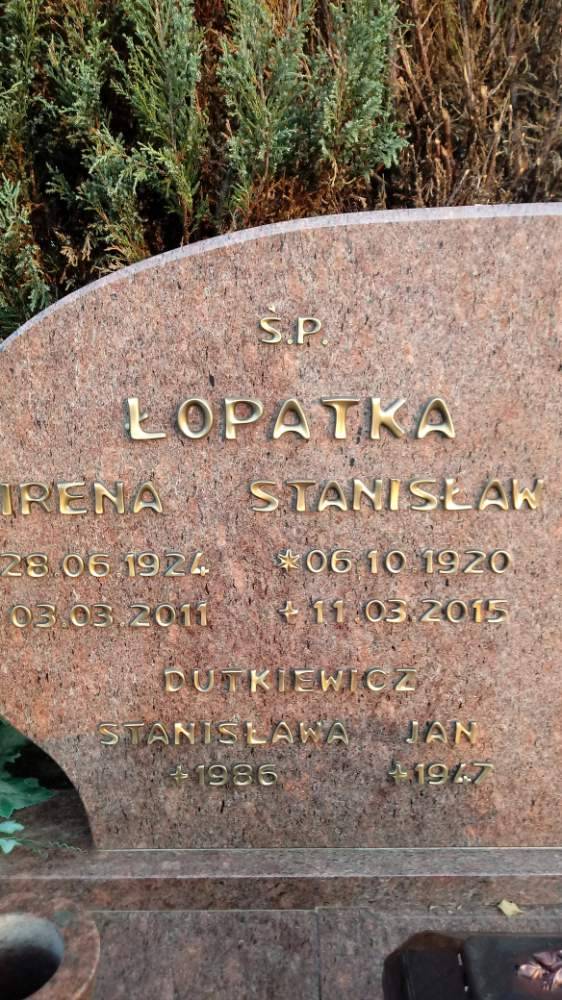 Ś.P.
ŁOPATKA
IRENA STANISŁAW
28.06.1924 *06.10.1920
03.03.2011 +11.03.2015
DUTKIEWICZ
STANISŁAWA JAN
+1986 +1947